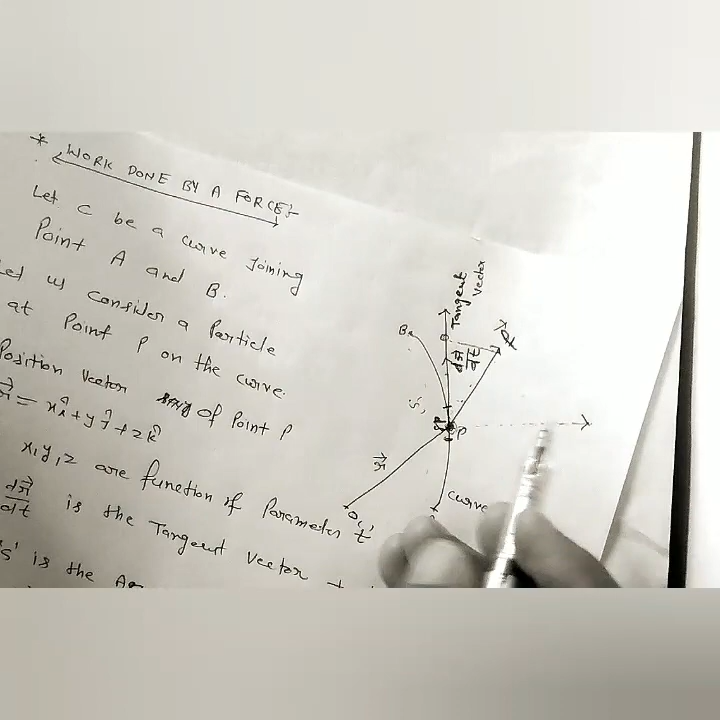 * WORK DONE BY A FORCE:-
Let C be a curve Joining
Point A and B.
Let us Consider a Particle
at Point P on the curve.
Position Vector of Point P
r⃗ = xî + yĵ + zk̂
x, y, z are function of Parameter 't'
dr⃗/dt is the Tangent Vector
's' is the
Tangent Vector
B
dr⃗/dt
's'
P
r⃗
O
curve